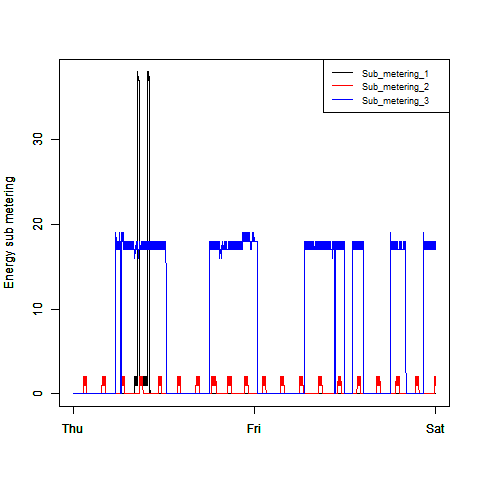 Sub_metering_1
Sub_metering_2
Sub_metering_3
Energy sub metering
30
20
10
0
Thu Fri Sat